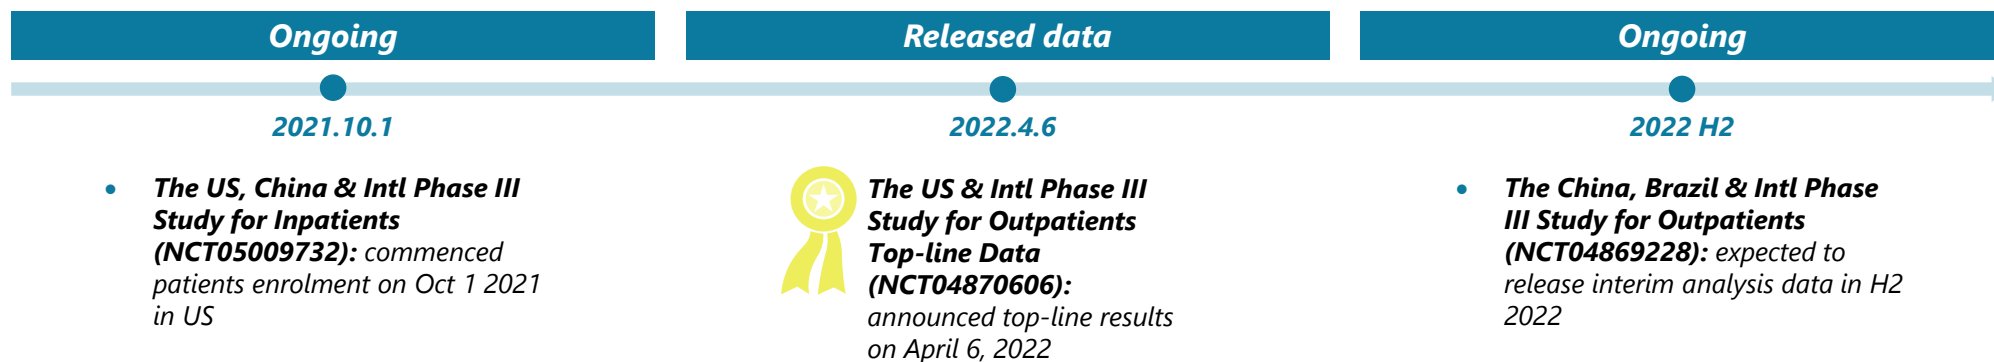 Ongoing
2021.10.1
• The US, China & Intl Phase III
Study for Inpatients
(NCT05009732): commenced
patients enrolment on Oct 1 2021
in US
Released data
2022.4.6
The US & Intl Phase III
Study for Outpatients
Top-line Data
(NCT04870606):
announced top-line results
on April 6, 2022
Ongoing
2022 H2
• The China, Brazil & Intl Phase
III Study for Outpatients
(NCT04869228): expected to
release interim analysis data in H2
2022